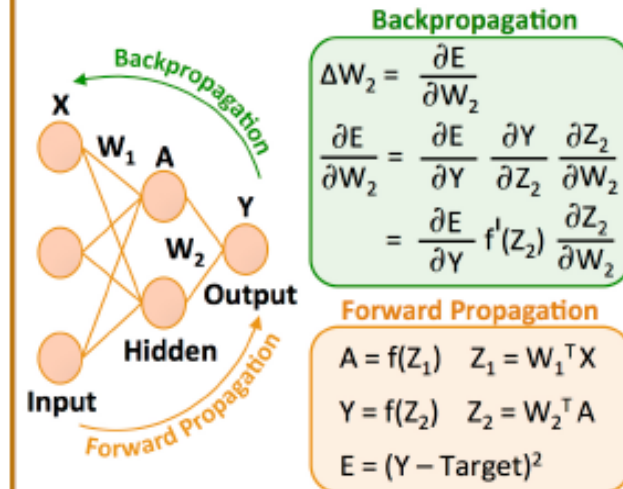 Backpropagation
X
W₁
A
Y
W₂
Output
Hidden
Input
Forward Propagation
Backpropagation
ΔW₂ = ∂E/∂W₂
∂E/∂W₂ = ∂E/∂Y ∂Y/∂Z₂ ∂Z₂/∂W₂
= ∂E/∂Y f'(Z₂) ∂Z₂/∂W₂
Forward Propagation
A = f(Z₁) Z₁ = W₁ᵀX
Y = f(Z₂) Z₂ = W₂ᵀA
E = (Y – Target)²